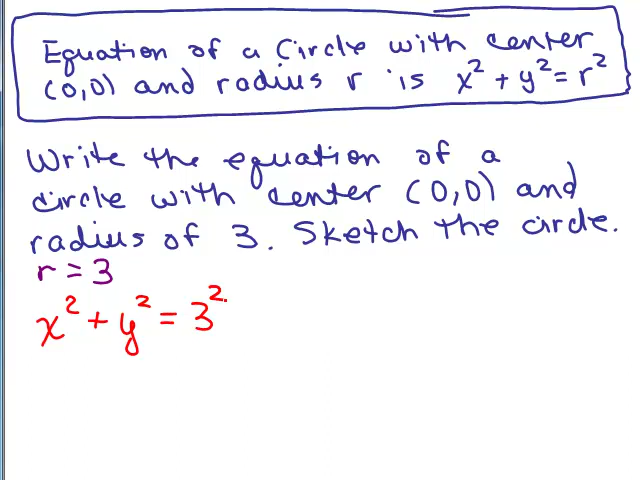 Equation of a Circle with center
(0,0) and radius r is x² + y² = r²
Write the equation of a
circle with center (0,0) and
radius of 3. Sketch the circle.
r = 3
x² + y² = 3²